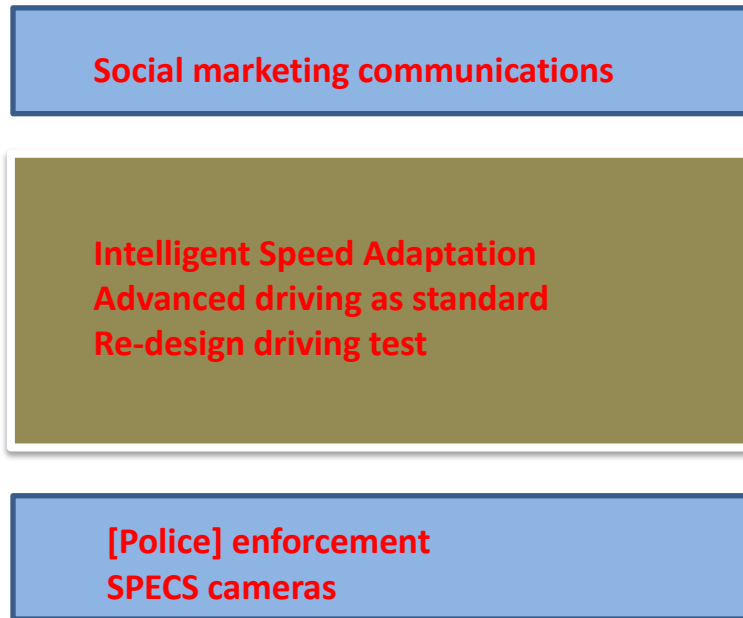 Social marketing communications
Intelligent Speed Adaptation
Advanced driving as standard
Re-design driving test
[Police] enforcement
SPECS cameras